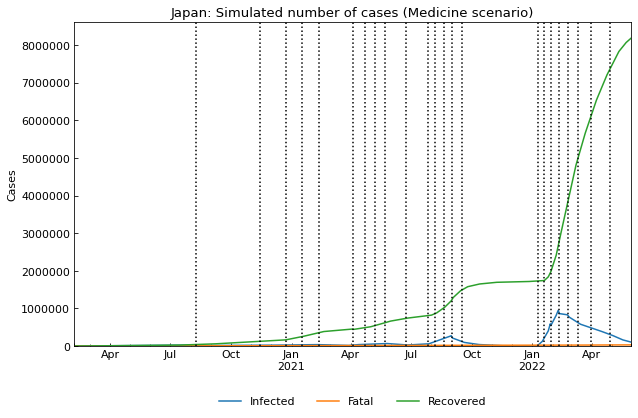 Japan: Simulated number of cases (Medicine scenario)
8000000
7000000
6000000
5000000
4000000
3000000
2000000
1000000
0
Cases
Apr Jul Oct Jan Apr Jul Oct Jan Apr
2021 2022
Infected Fatal Recovered